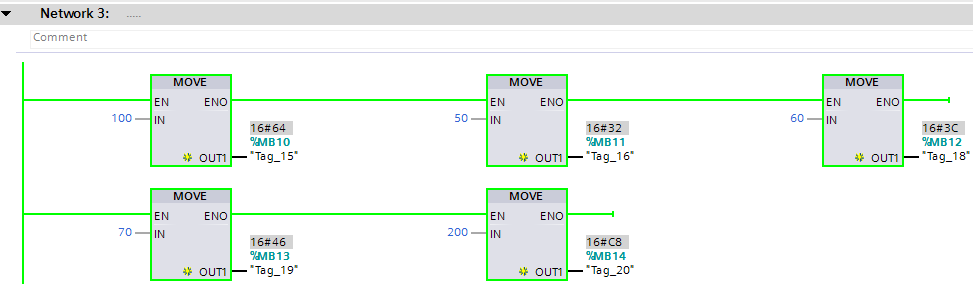 Network 3: .....
Comment
MOVE MOVE MOVE
EN ENO EN ENO EN ENO
100 IN 50 IN 60 IN
16#64 16#32 16#3C
%MB10 %MB11 %MB12
OUT1 "Tag_15" OUT1 "Tag_16" OUT1 "Tag_18"
MOVE MOVE
EN ENO EN ENO
70 IN 200 IN
16#46 16#C8
%MB13 %MB14
OUT1 "Tag_19" OUT1 "Tag_20"